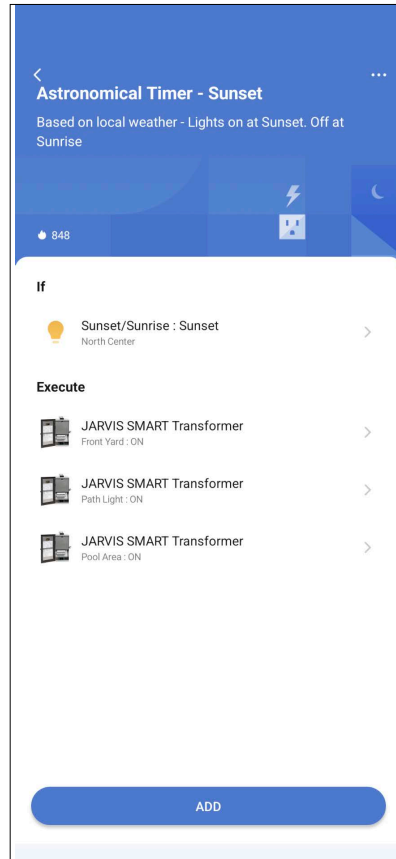 Astronomical Timer - Sunset
Based on local weather - Lights on at Sunset. Off at
Sunrise
848
If
Sunset/Sunrise : Sunset
North Center
Execute
JARVIS SMART Transformer
Front Yard : ON
JARVIS SMART Transformer
Path Light : ON
JARVIS SMART Transformer
Pool Area : ON
ADD